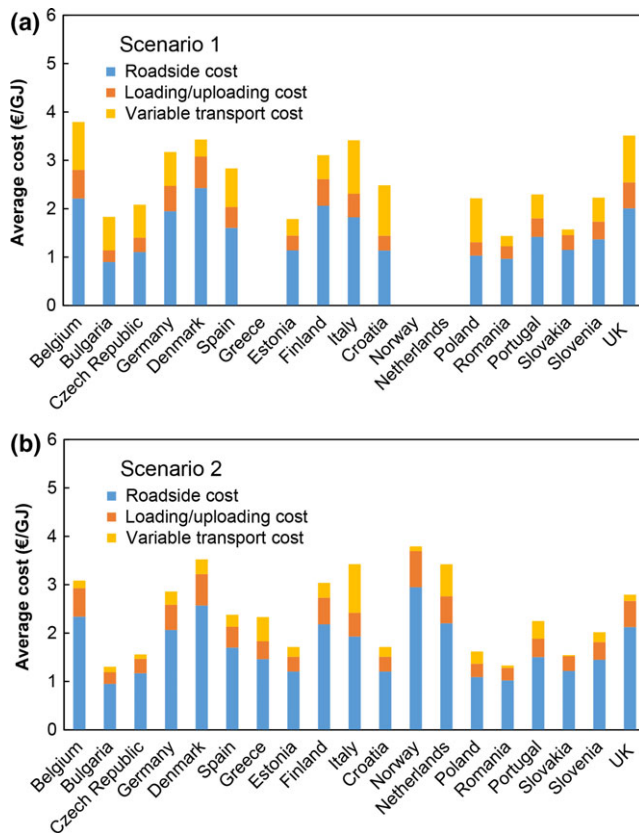 (a)
6
5
4
3
2
1
0
Average cost (€/GJ)
Scenario 1
Roadside cost
Loading/uploading cost
Variable transport cost
Belgium
Bulgaria
Czech Republic
Germany
Denmark
Spain
Greece
Estonia
Finland
Italy
Croatia
Norway
Netherlands
Poland
Romania
Portugal
Slovakia
Slovenia
UK
(b)
6
5
4
3
2
1
0
Average cost (€/GJ)
Scenario 2
Roadside cost
Loading/uploading cost
Variable transport cost
Belgium
Bulgaria
Czech Republic
Germany
Denmark
Spain
Greece
Estonia
Finland
Italy
Croatia
Norway
Netherlands
Poland
Romania
Portugal
Slovakia
Slovenia
UK